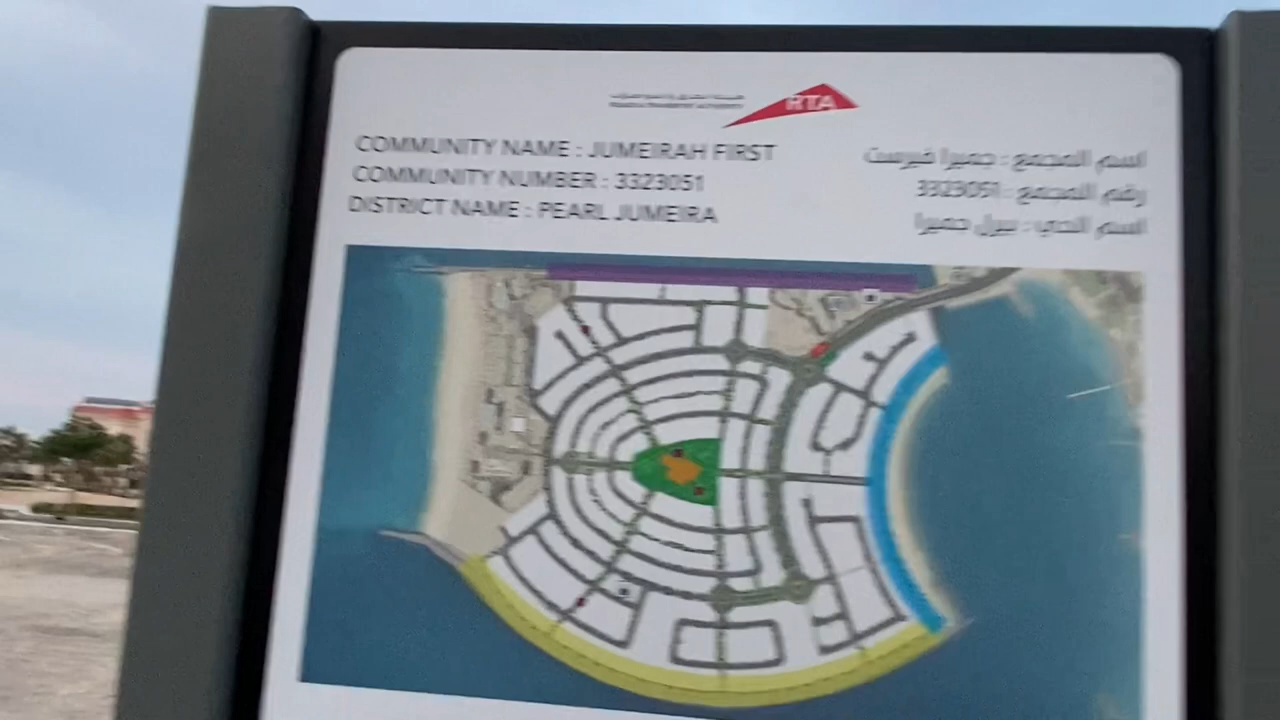 RTA
COMMUNITY NAME : JUMEIRAH FIRST
COMMUNITY NUMBER : 3323051
DISTRICT NAME : PEARL JUMEIRA
اسم المجمع : جميرا فيرست
رقم المجمع : 3323051
اسم الحي : بيرل جميرا